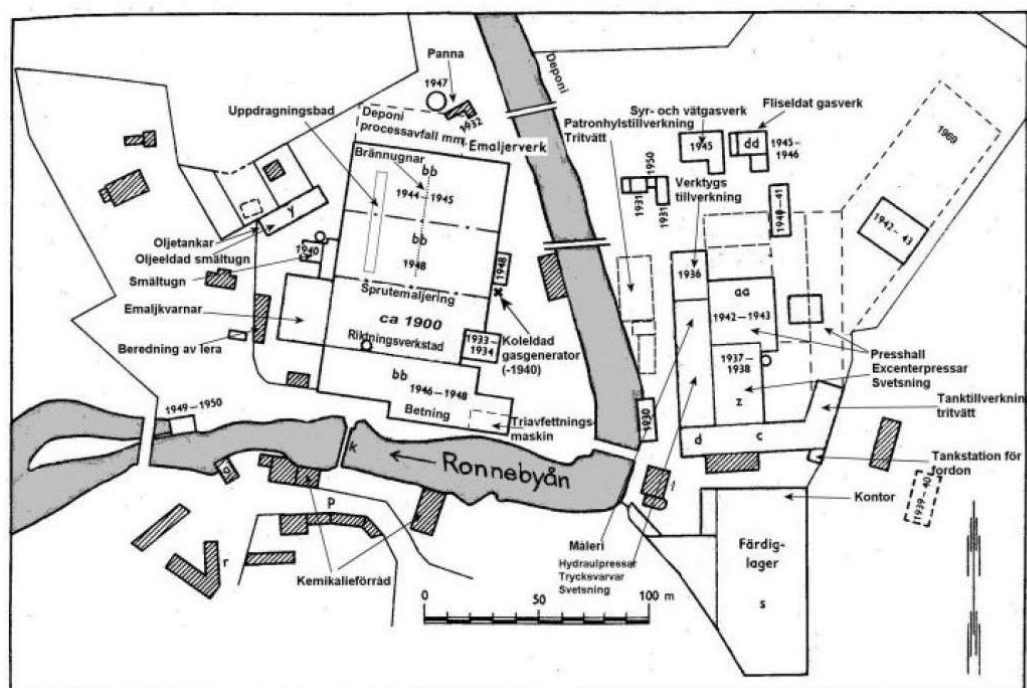 Panna
1947
1932
Uppdragningsbad
Deponi
processavfall mm
Emaljerverk
Brännugnar
bb
1944–1945
bb
1948
Sprutemaljering
ca 1900
Riktningsverkstad
bb
1946–1948
Betning
Triavfettnings-
maskin
1933–
1934
1948
Koleldad
gasgenerator
(-1940)
y
Oljetankar
Oljeeldad smältugn
1940
Smältugn
Emaljkvarnar
Beredning av lera
1949–1950
k
Ronnebyån
q
p
r
Kemikalieförråd
0
50
100 m
Deponi
Patronhylstillverkning
Tritvätt
Syr- och vätgasverk
1945
Fliseldat gasverk
dd
1945–
1946
1950
1931
1931
Verktygs
tillverkning
1940–41
1936
aa
1942–1943
1937–
1938
z
1942–43
1969
Presshall
Excenterpressar
Svetsning
Tanktillverknin
tritvätt
Tankstation för
fordon
1939–40
Kontor
1930
d
c
l
Måleri
Hydraulpressar
Trycksvarvar
Svetsning
Färdig-
lager
s